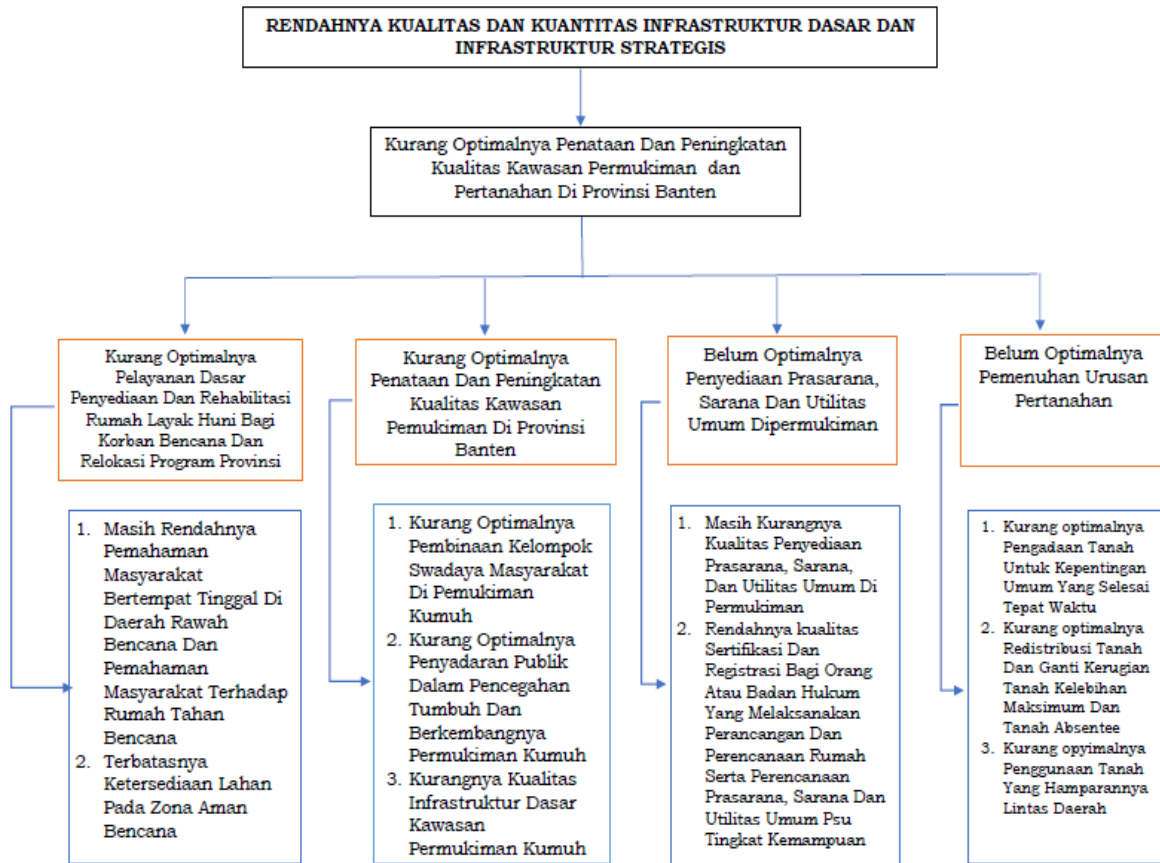 RENDAHNYA KUALITAS DAN KUANTITAS INFRASTRUKTUR DASAR DAN
INFRASTRUKTUR STRATEGIS
Kurang Optimalnya Penataan Dan Peningkatan
Kualitas Kawasan Permukiman dan
Pertanahan Di Provinsi Banten
Kurang Optimalnya
Pelayanan Dasar
Penyediaan Dan Rehabilitasi
Rumah Layak Huni Bagi
Korban Bencana Dan
Relokasi Program Provinsi
Kurang Optimalnya
Penataan Dan Peningkatan
Kualitas Kawasan
Pemukiman Di Provinsi
Banten
Belum Optimalnya
Penyediaan Prasarana,
Sarana Dan Utilitas
Umum Dipermukiman
Belum Optimalnya
Pemenuhan Urusan
Pertanahan
1. Masih Rendahnya
Pemahaman
Masyarakat
Bertempat Tinggal Di
Daerah Rawah
Bencana Dan
Pemahaman
Masyarakat Terhadap
Rumah Tahan
Bencana
2. Terbatasnya
Ketersediaan Lahan
Pada Zona Aman
Bencana
1. Kurang Optimalnya
Pembinaan Kelompok
Swadaya Masyarakat
Di Pemukiman
Kumuh
2. Kurang Optimalnya
Penyadaran Publik
Dalam Pencegahan
Tumbuh Dan
Berkembangnya
Permukiman Kumuh
3. Kurangnya Kualitas
Infrastruktur Dasar
Kawasan
Permukiman Kumuh
1. Masih Kurangnya
Kualitas Penyediaan
Prasarana, Sarana,
Dan Utilitas Umum Di
Permukiman
2. Rendahnya kualitas
Sertifikasi Dan
Registrasi Bagi Orang
Atau Badan Hukum
Yang Melaksanakan
Perancangan Dan
Perencanaan Rumah
Serta Perencanaan
Prasarana, Sarana Dan
Utilitas Umum Psu
Tingkat Kemampuan
1. Kurang optimalnya
Pengadaan Tanah
Untuk Kepentingan
Umum Yang Selesai
Tepat Waktu
2. Kurang optimalnya
Redistribusi Tanah
Dan Ganti Kerugian
Tanah Kelebihan
Maksimum Dan
Tanah Absentee
3. Kurang opyimalnya
Penggunaan Tanah
Yang Hamparannya
Lintas Daerah